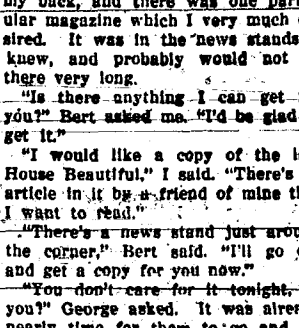 my back, and there was one par
ular magazine which I very much
sired. It was in the news stands
knew, and probably would not
there very long.
"Is there anything I can get
you?" Bert asked me. "I'd be glad
get it."
"I would like a copy of the
House Beautiful," I said. "There's
article in it by a friend of mine t
I want to read."
"There's a news stand just arou
the corner," Bert said. "I'll go
and get a copy for you now."
"You don't care for it tonight,
you?" George asked. It was alrea
nearly time for them to go and